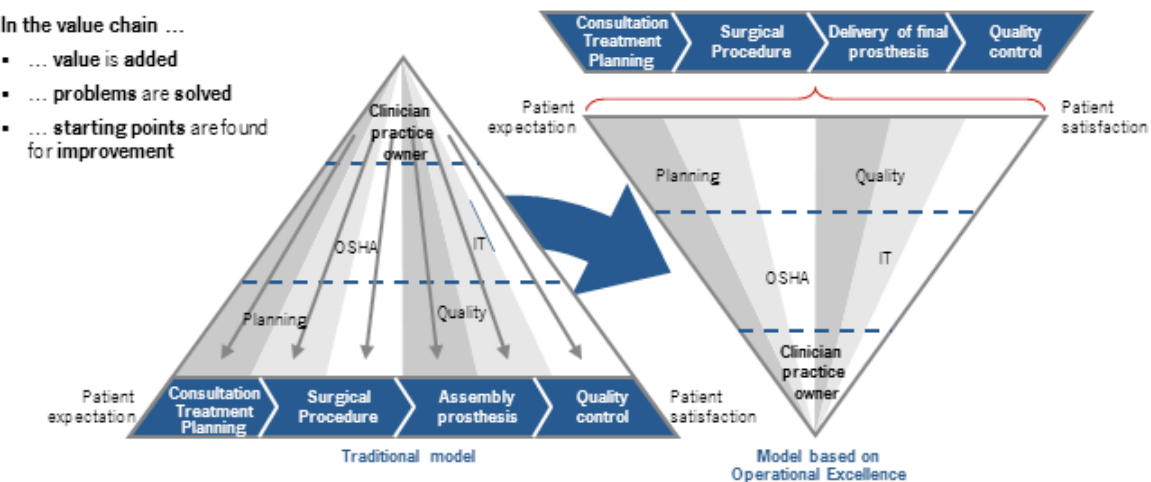 In the value chain ...
▪ ... value is added
▪ ... problems are solved
▪ ... starting points are found
for improvement
Clinician
practice
owner
OSHA
IT
Planning
Quality
Patient
expectation
Consultation
Treatment
Planning
Surgical
Procedure
Assembly
prosthesis
Quality
control
Patient
satisfaction
Traditional model
Consultation
Treatment
Planning
Surgical
Procedure
Delivery of final
prosthesis
Quality
control
Patient
expectation
Patient
satisfaction
Planning
Quality
OSHA
IT
Clinician
practice
owner
Model based on
Operational Excellence